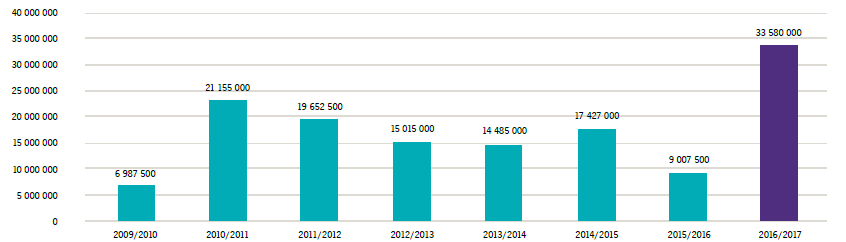 40 000 000
35 000 000
30 000 000
25 000 000
20 000 000
15 000 000
10 000 000
5 000 000
0
6 987 500
21 155 000
19 652 500
15 015 000
14 485 000
17 427 000
9 007 500
33 580 000
2009/2010
2010/2011
2011/2012
2012/2013
2013/2014
2014/2015
2015/2016
2016/2017